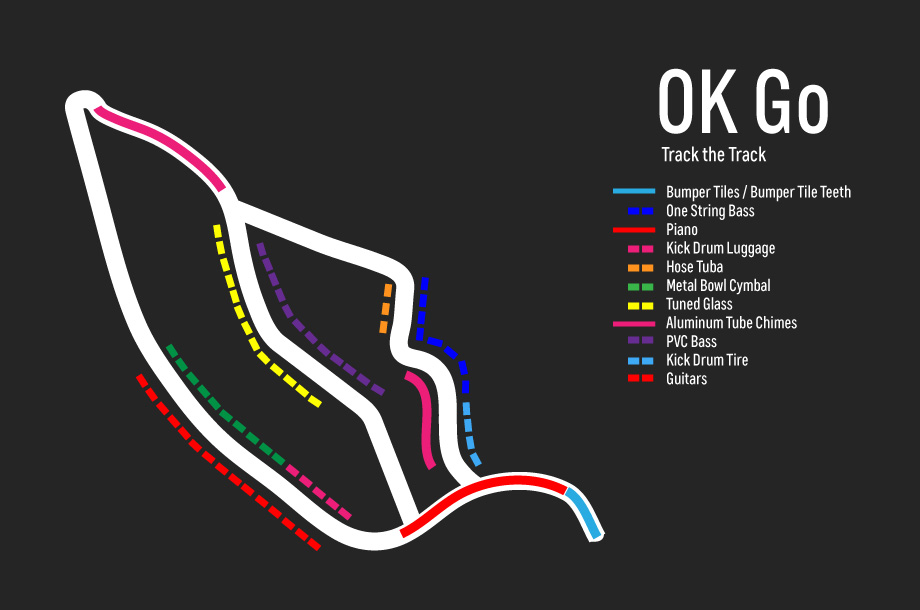 OK Go
Track the Track
Bumper Tiles / Bumper Tile Teeth
One String Bass
Piano
Kick Drum Luggage
Hose Tuba
Metal Bowl Cymbal
Tuned Glass
Aluminum Tube Chimes
PVC Bass
Kick Drum Tire
Guitars